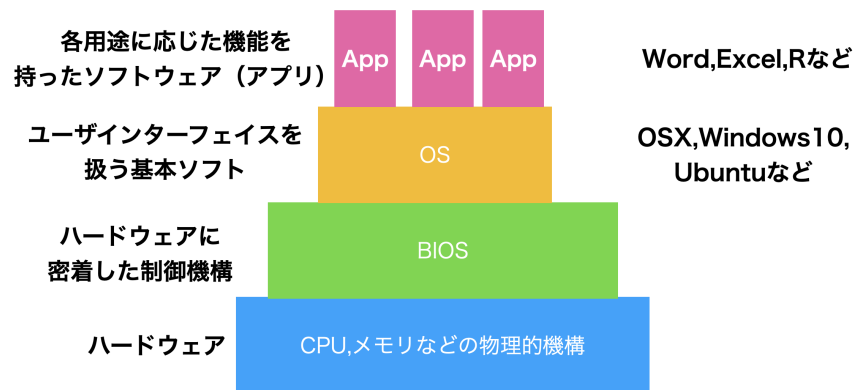 各用途に応じた機能を
持ったソフトウェア（アプリ）
App
App
App
Word,Excel,Rなど
ユーザインターフェイスを
扱う基本ソフト
OS
OSX,Windows10,
Ubuntuなど
ハードウェアに
密着した制御機構
BIOS
ハードウェア
CPU,メモリなどの物理的機構